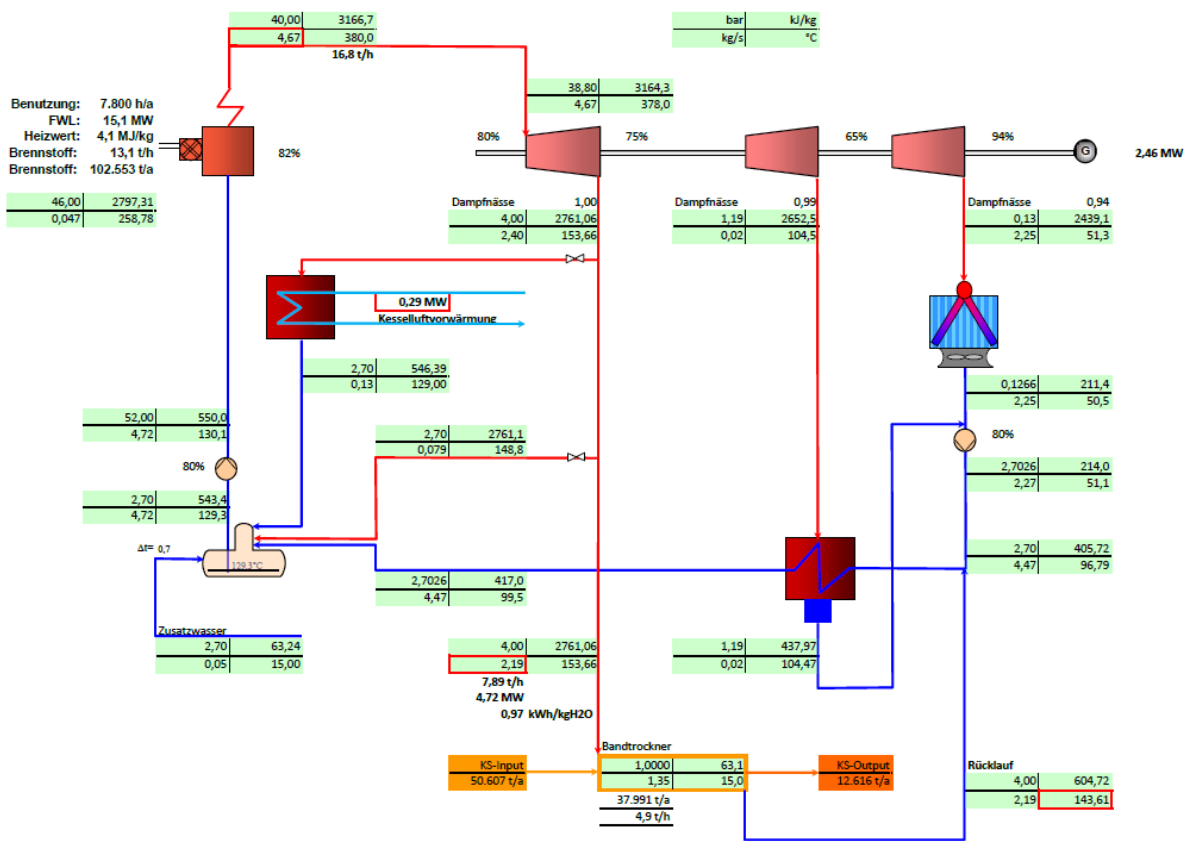 40,00 3166,7
4,67 380,0
16,8 t/h
bar kJ/kg
kg/s °C
38,80 3164,3
4,67 378,0
Benutzung: 7.800 h/a
FWL: 15,1 MW
Heizwert: 4,1 MJ/kg
Brennstoff: 13,1 t/h
Brennstoff: 102.553 t/a
82%
80%
75%
65%
94%
G
2,46 MW
46,00 2797,31
0,047 258,78
Dampfnässe 1,00
4,00 2761,06
2,40 153,66
Dampfnässe 0,99
1,19 2652,5
0,02 104,5
Dampfnässe 0,94
0,13 2439,1
2,25 51,3
0,29 MW
Kesselluftvorwärmung
2,70 546,39
0,13 129,00
0,1266 211,4
2,25 50,5
52,00 550,0
4,72 130,1
2,70 2761,1
0,079 148,8
80%
80%
2,7026 214,0
2,27 51,1
2,70 543,4
4,72 129,3
Δt= 0,7
129.3°C
2,70 405,72
4,47 96,79
2,7026 417,0
4,47 99,5
Zusatzwasser
2,70 63,24
0,05 15,00
4,00 2761,06
2,19 153,66
7,89 t/h
4,72 MW
0,97 kWh/kgH2O
1,19 437,97
0,02 104,47
Bandtrockner
KS-Input
50.607 t/a
1,0000 63,1
1,35 15,0
KS-Output
12.616 t/a
37.991 t/a
4,9 t/h
Rücklauf
4,00 604,72
2,19 143,61